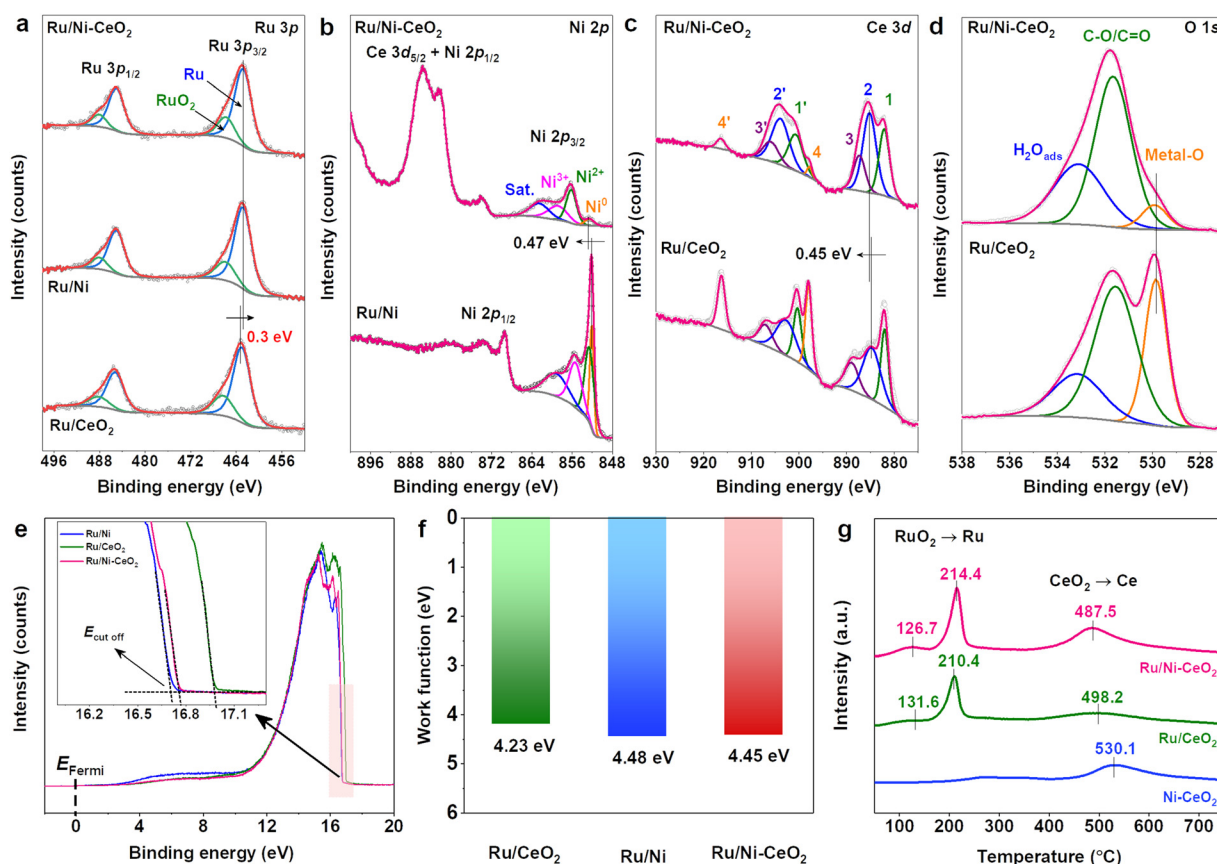 a
Ru/Ni-CeO₂
Ru 3p
Ru 3p₃/₂
Ru 3p₁/₂
Ru
RuO₂
Ru/Ni
0.3 eV
Ru/CeO₂
Intensity (counts)
496 488 480 472 464 456
Binding energy (eV)
b
Ru/Ni-CeO₂
Ni 2p
Ce 3d₅/₂ + Ni 2p₁/₂
Ni 2p₃/₂
Sat.
Ni³⁺
Ni²⁺
Ni⁰
0.47 eV
Ru/Ni
Ni 2p₁/₂
Intensity (counts)
896 888 880 872 864 856 848
Binding energy (eV)
c
Ru/Ni-CeO₂
Ce 3d
4' 3' 2' 1' 4 3 2 1
Ru/CeO₂
0.45 eV
Intensity (counts)
930 920 910 900 890 880
Binding energy (eV)
d
Ru/Ni-CeO₂
O 1s
C-O/C=O
H₂Oads
Metal-O
Ru/CeO₂
Intensity (counts)
538 536 534 532 530 528
Binding energy (eV)
e
Ru/Ni
Ru/CeO₂
Ru/Ni-CeO₂
Ecut off
16.2 16.5 16.8 17.1
EFermi
Intensity (counts)
0 4 8 12 16 20
Binding energy (eV)
f
0
1
2
3
4
5
6
Work function (eV)
4.23 eV
4.48 eV
4.45 eV
Ru/CeO₂ Ru/Ni Ru/Ni-CeO₂
g
RuO₂ → Ru
214.4
CeO₂ → Ce
126.7
487.5
Ru/Ni-CeO₂
210.4
131.6
498.2
Ru/CeO₂
530.1
Ni-CeO₂
Intensity (a.u.)
100 200 300 400 500 600 700
Temperature (°C)